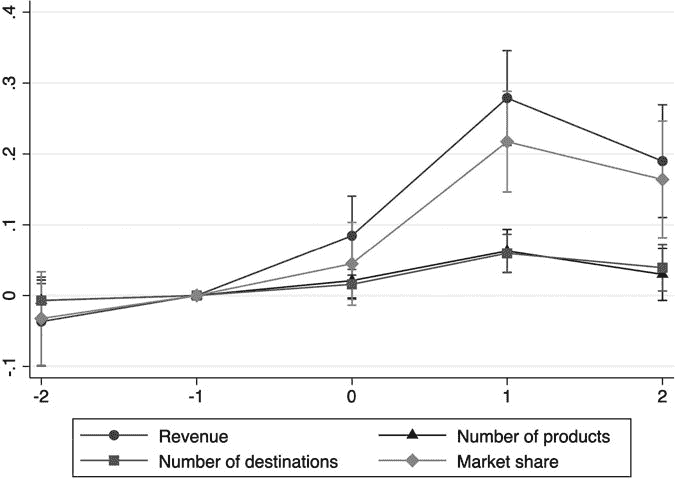 .4
.3
.2
.1
0
-.1
-2 -1 0 1 2
Revenue Number of products
Number of destinations Market share